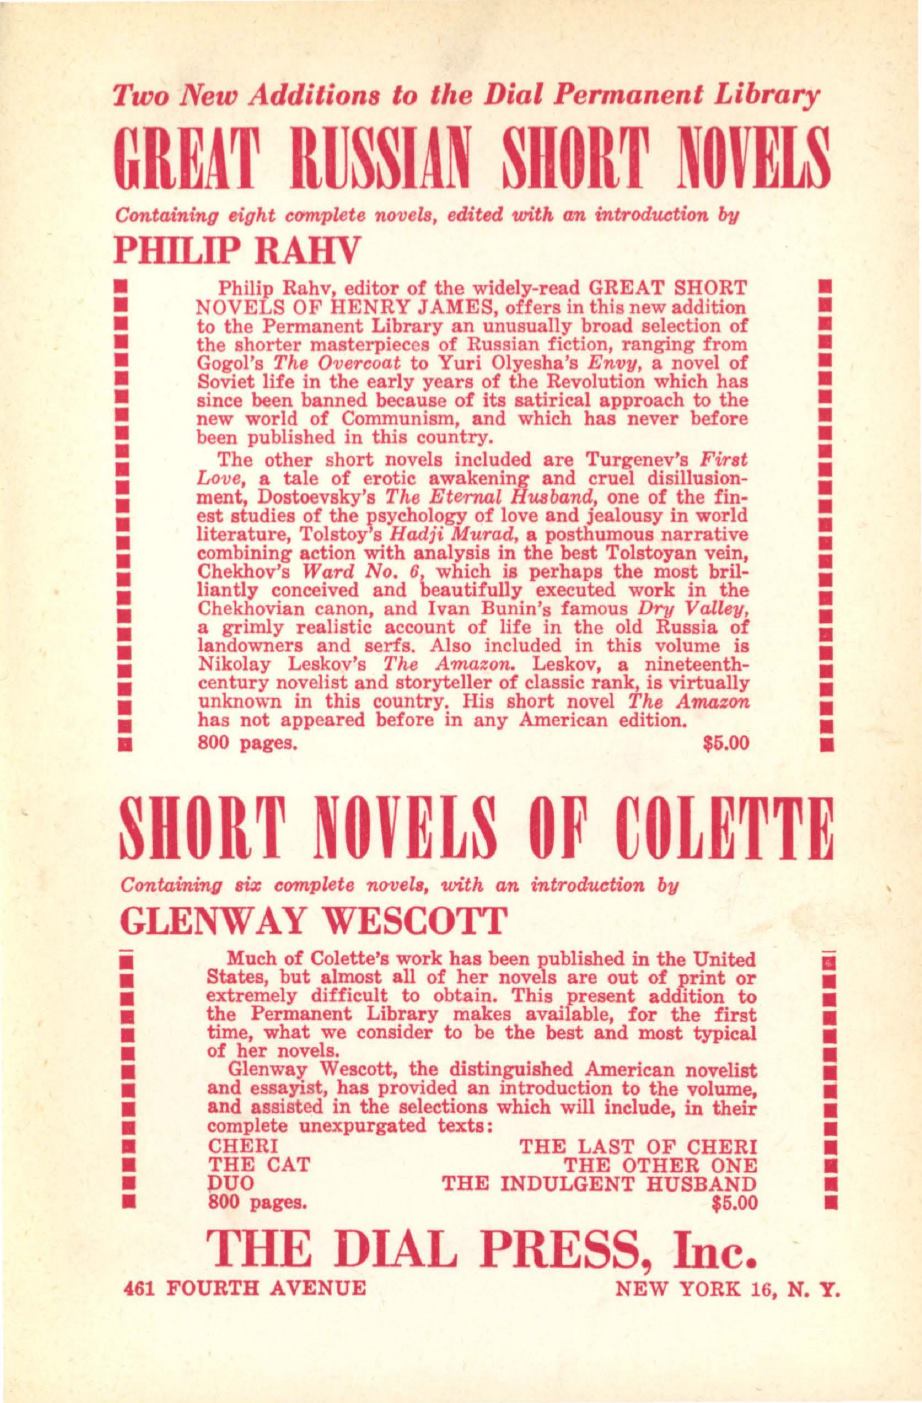 Two New Additions to the Dial Permanent Library
GREAT RUSSIAN SHORT NOVELS
Containing eight complete novels, edited with an introduction by
PHILIP RAHV
Philip Rahv, editor of the widely-read GREAT SHORT
NOVELS OF HENRY JAMES, offers in this new addition
to the Permanent Library an unusually broad selection of
the shorter masterpieces of Russian fiction, ranging from
Gogol's The Overcoat to Yuri Olyesha's Envy, a novel of
Soviet life in the early years of the Revolution which has
since been banned because of its satirical approach to the
new world of Communism, and which has never before
been published in this country.
The other short novels included are Turgenev's First
Love, a tale of erotic awakening and cruel disillusion-
ment, Dostoevsky's The Eternal Husband, one of the fin-
est studies of the psychology of love and jealousy in world
literature, Tolstoy's Hadji Murad, a posthumous narrative
combining action with analysis in the best Tolstoyan vein,
Chekhov's Ward No. 6, which is perhaps the most bril-
liantly conceived and beautifully executed work in the
Chekhovian canon, and Ivan Bunin's famous Dry Valley,
a grimly realistic account of life in the old Russia of
landowners and serfs. Also included in this volume is
Nikolay Leskov's The Amazon. Leskov, a nineteenth-
century novelist and storyteller of classic rank, is virtually
unknown in this country. His short novel The Amazon
has not appeared before in any American edition.
800 pages. $5.00
SHORT NOVELS OF COLETTE
Containing six complete novels, with an introduction by
GLENWAY WESCOTT
Much of Colette's work has been published in the United
States, but almost all of her novels are out of print or
extremely difficult to obtain. This present addition to
the Permanent Library makes available, for the first
time, what we consider to be the best and most typical
of her novels.
Glenway Wescott, the distinguished American novelist
and essayist, has provided an introduction to the volume,
and assisted in the selections which will include, in their
complete unexpurgated texts:
CHERI THE LAST OF CHERI
THE CAT THE OTHER ONE
DUO THE INDULGENT HUSBAND
800 pages. $5.00
THE DIAL PRESS, Inc.
461 FOURTH AVENUE NEW YORK 16, N. Y.